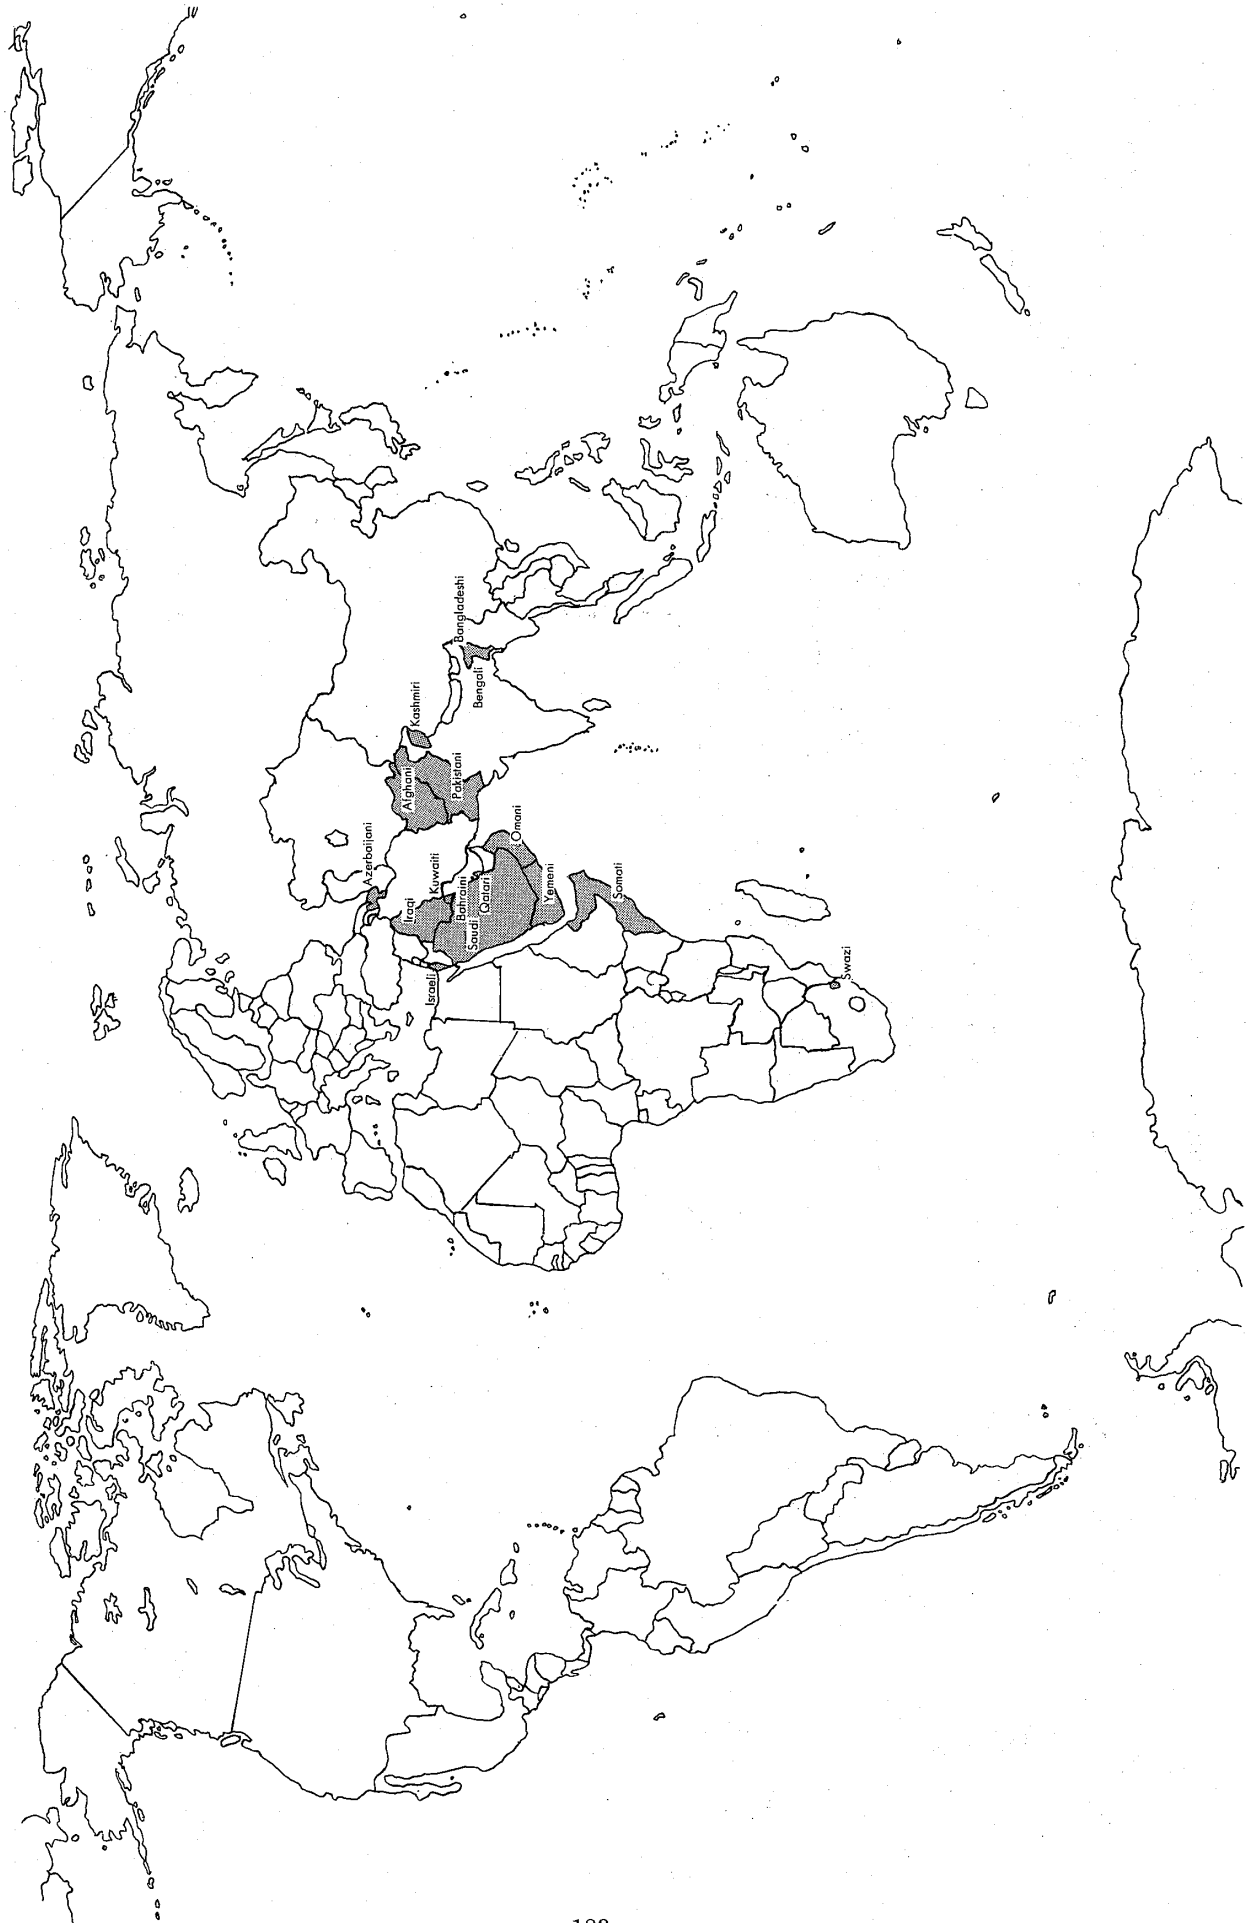 Azerbaijani
Afghani
Kashmiri
Iraqi
Kuwaiti
Pakistani
Bangladeshi
Israeli
Bahraini
Saudi
Qatari
Bengali
Omani
Yemeni
Somali
Swazi